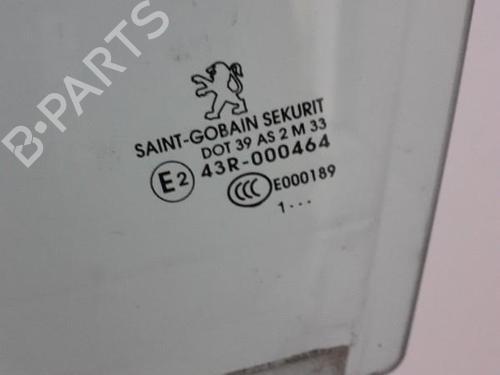 B-PARTS
SAINT-GOBAIN SEKURIT
DOT 39 AS 2 M 33
E2 43R-000464
CCC E000189
1···